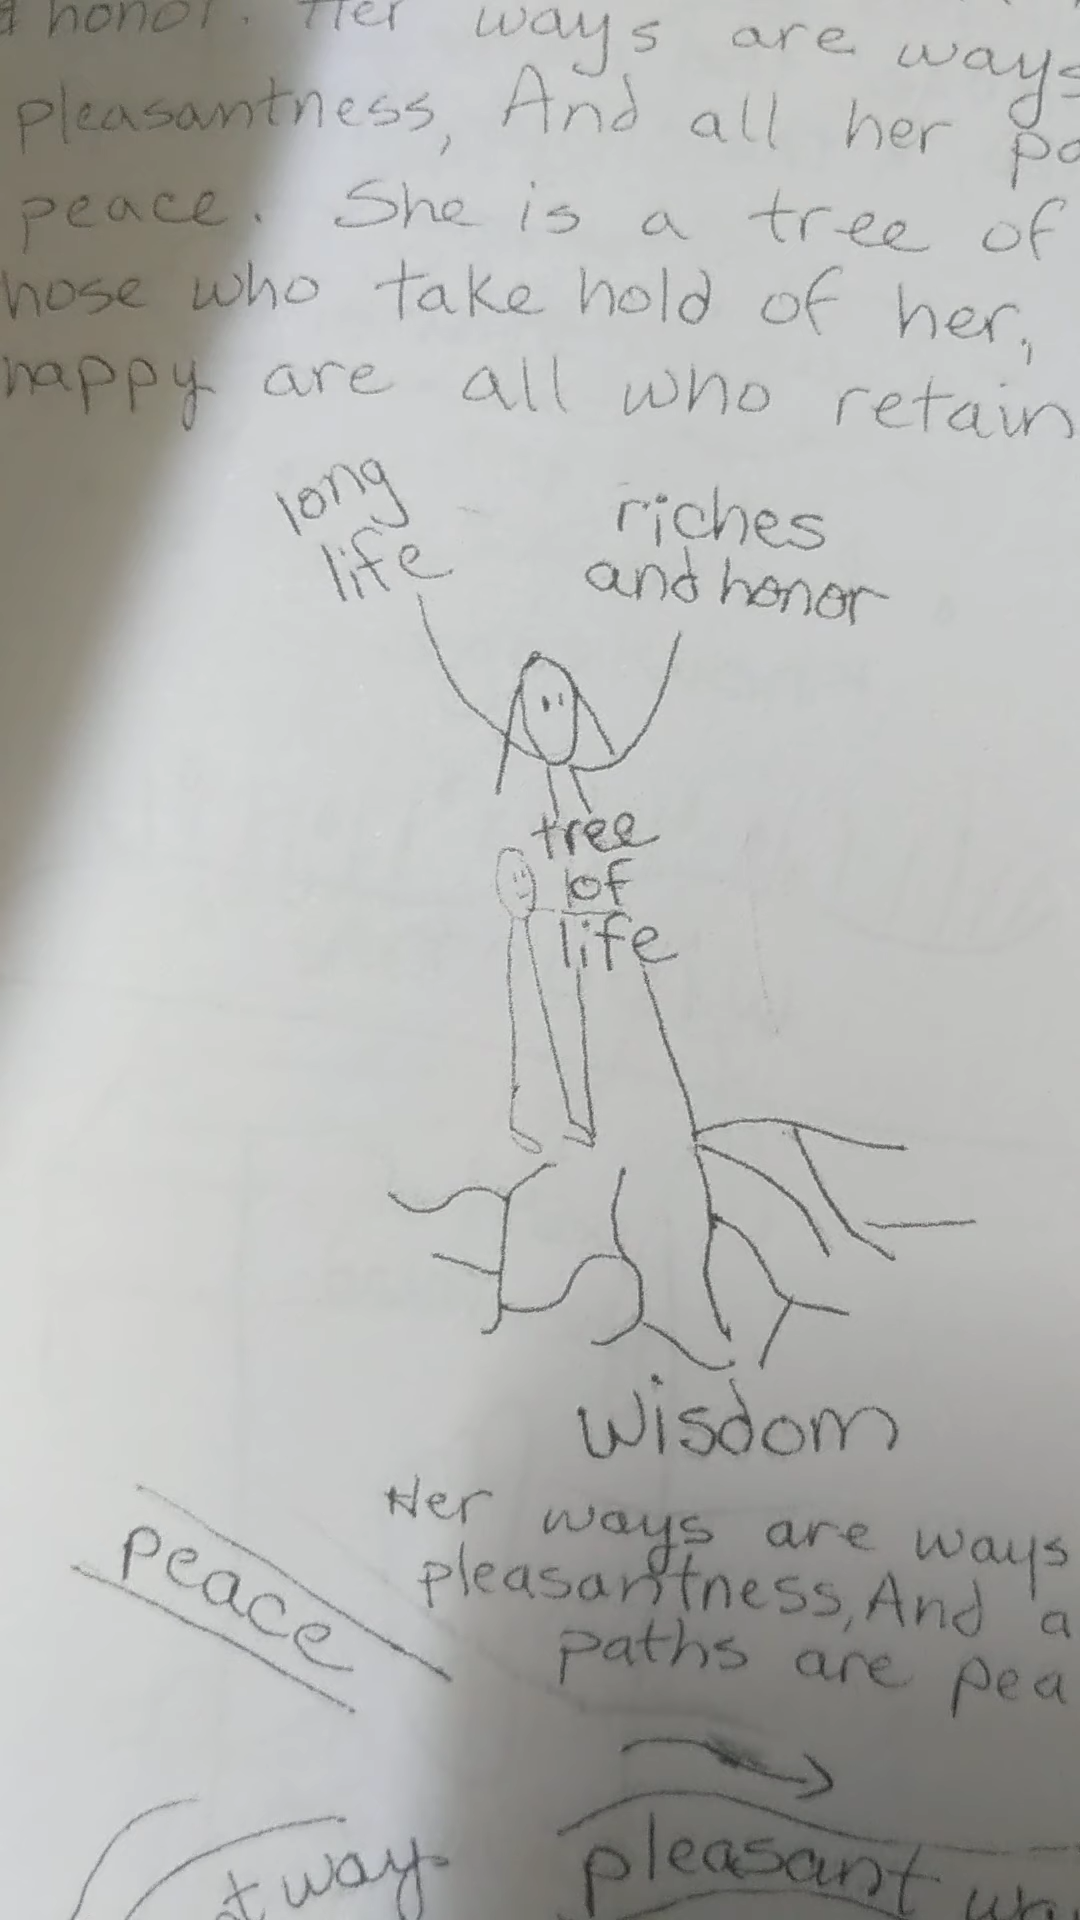 honor. Her ways are ways
pleasantness, And all her
peace. She is a tree of
hose who take hold of her,
happy are all who retain
long
life
riches
and honor
tree
of
life
wisdom
Her ways are ways
pleasantness, And a
paths are pea
peace
t way
pleasant